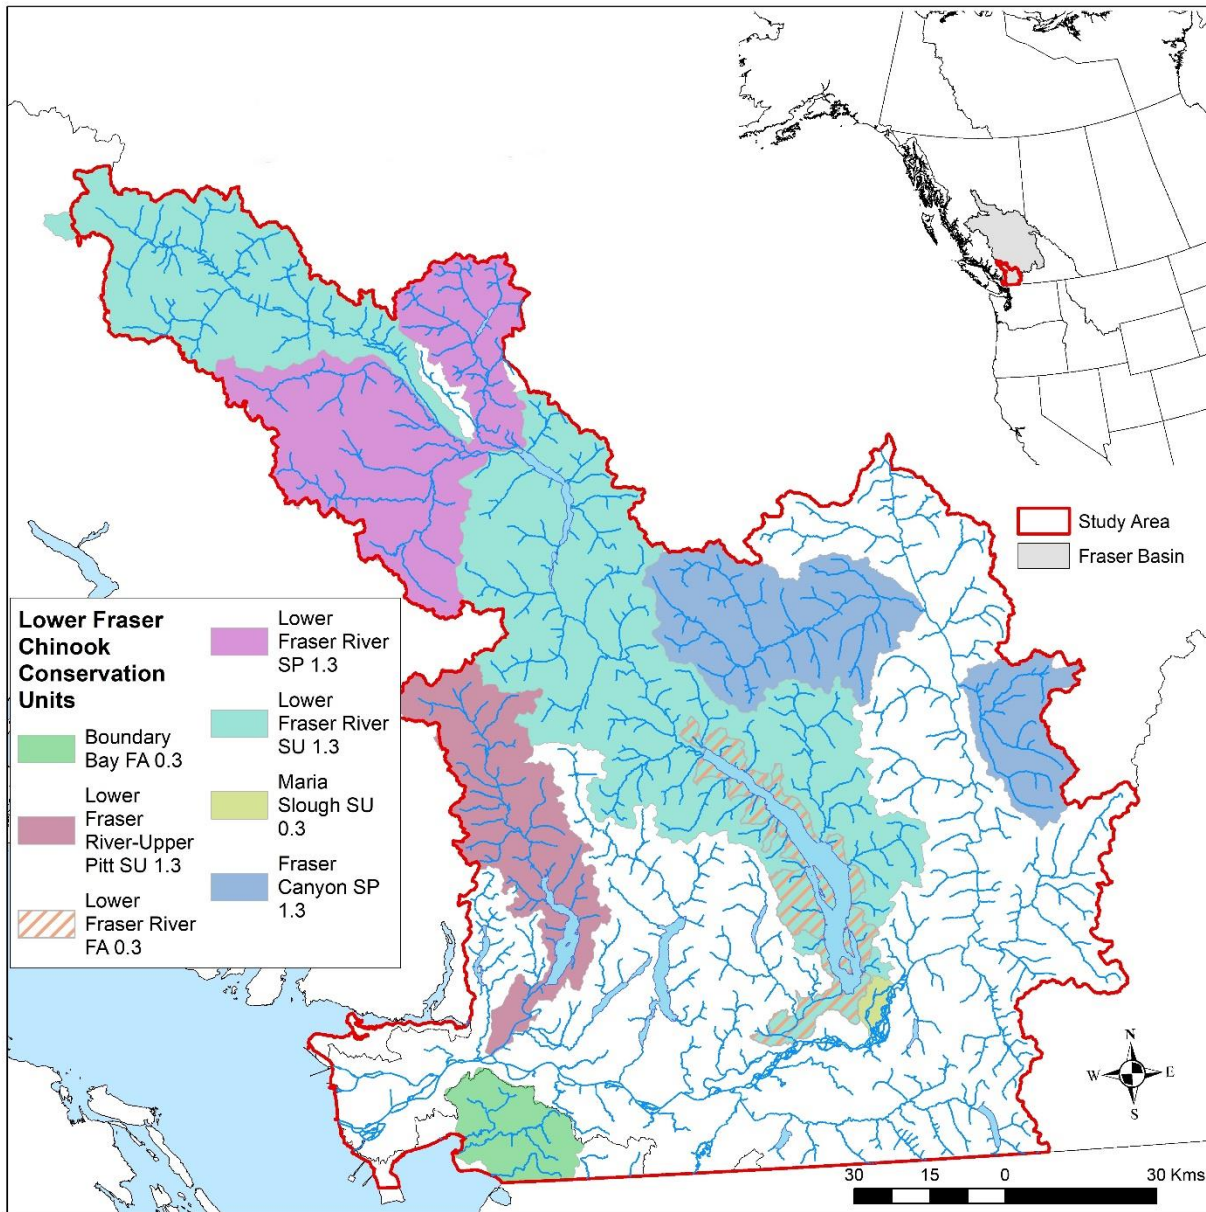 Study Area
Fraser Basin
Lower Fraser
Chinook
Conservation
Units
Boundary
Bay FA 0.3
Lower
Fraser
River-Upper
Pitt SU 1.3
Lower
Fraser River
FA 0.3
Lower
Fraser River
SP 1.3
Lower
Fraser River
SU 1.3
Maria
Slough SU
0.3
Fraser
Canyon SP
1.3
N
W E
S
30 15 0 30 Kms